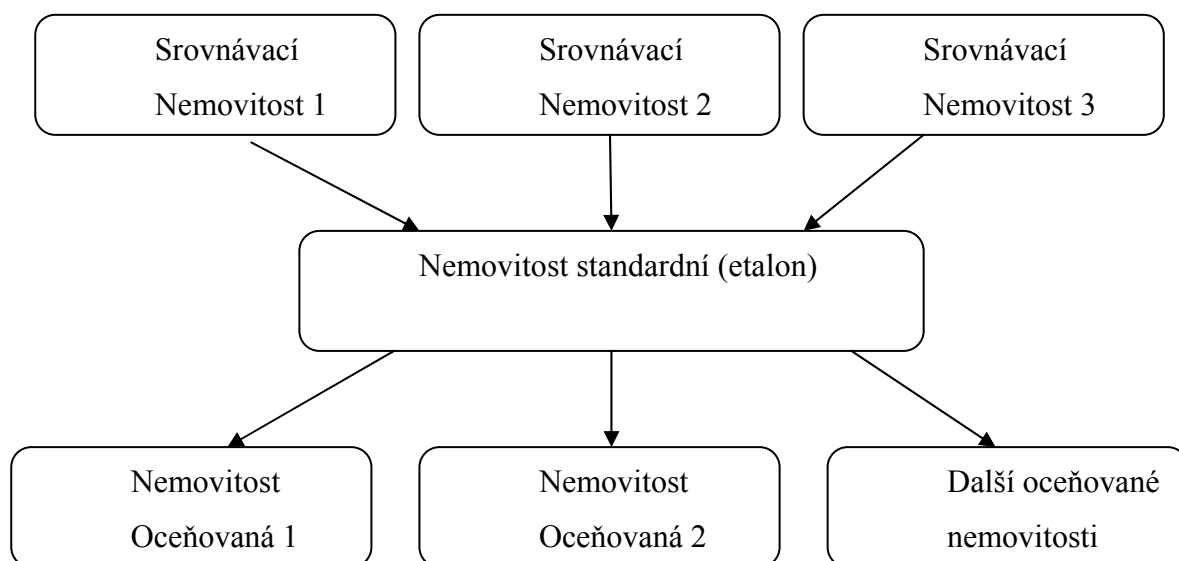 Srovnávací
Nemovitost 1
Srovnávací
Nemovitost 2
Srovnávací
Nemovitost 3
Nemovitost standardní (etalon)
Nemovitost
Oceňovaná 1
Nemovitost
Oceňovaná 2
Další oceňované
nemovitosti